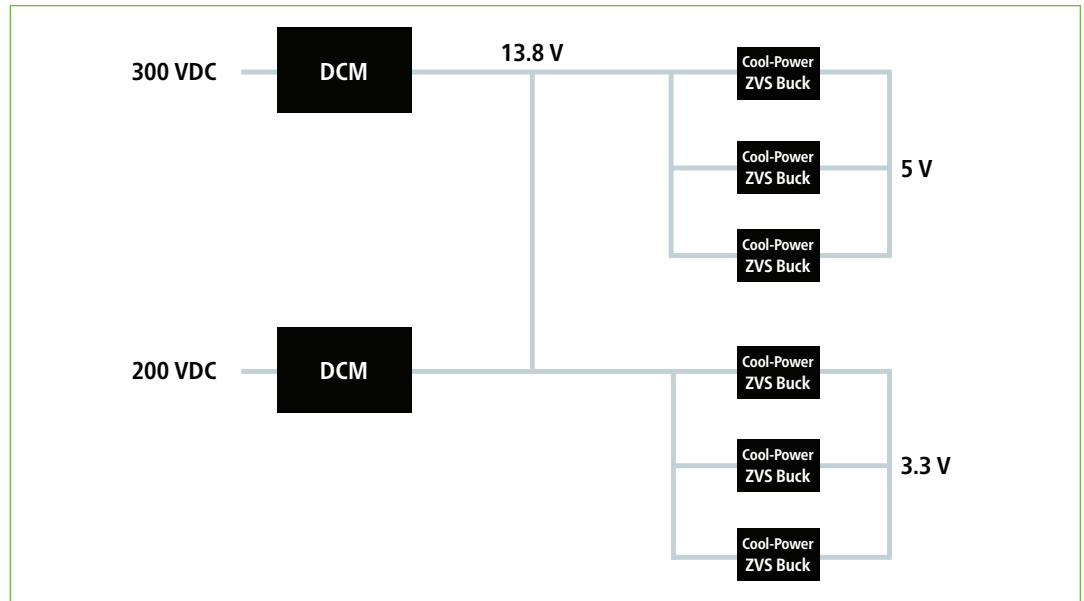 13.8 V
300 VDC
DCM
Cool-Power
ZVS Buck
Cool-Power
ZVS Buck
5 V
Cool-Power
ZVS Buck
200 VDC
DCM
Cool-Power
ZVS Buck
Cool-Power
ZVS Buck
3.3 V
Cool-Power
ZVS Buck